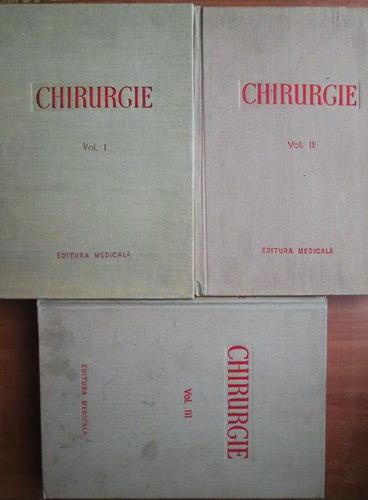 CHIRURGIE
Vol. I
EDITURA MEDICALĂ
CHIRURGIE
Vol. II
EDITURA MEDICALĂ
CHIRURGIE
Vol. III
EDITURA MEDICALĂ